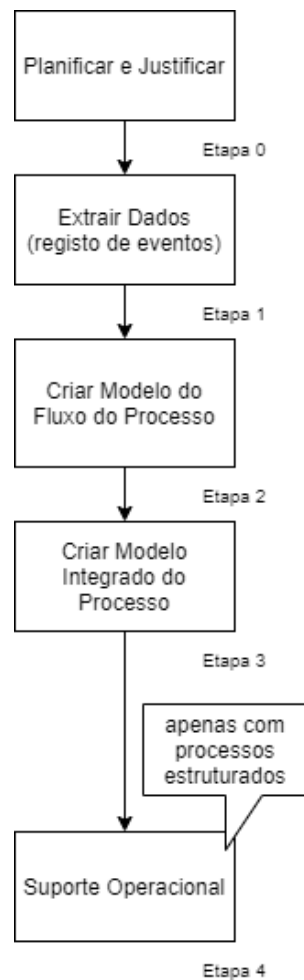 Planificar e Justificar
Etapa 0
Extrair Dados
(registo de eventos)
Etapa 1
Criar Modelo do
Fluxo do Processo
Etapa 2
Criar Modelo
Integrado do
Processo
Etapa 3
apenas com
processos
estruturados
Suporte Operacional
Etapa 4